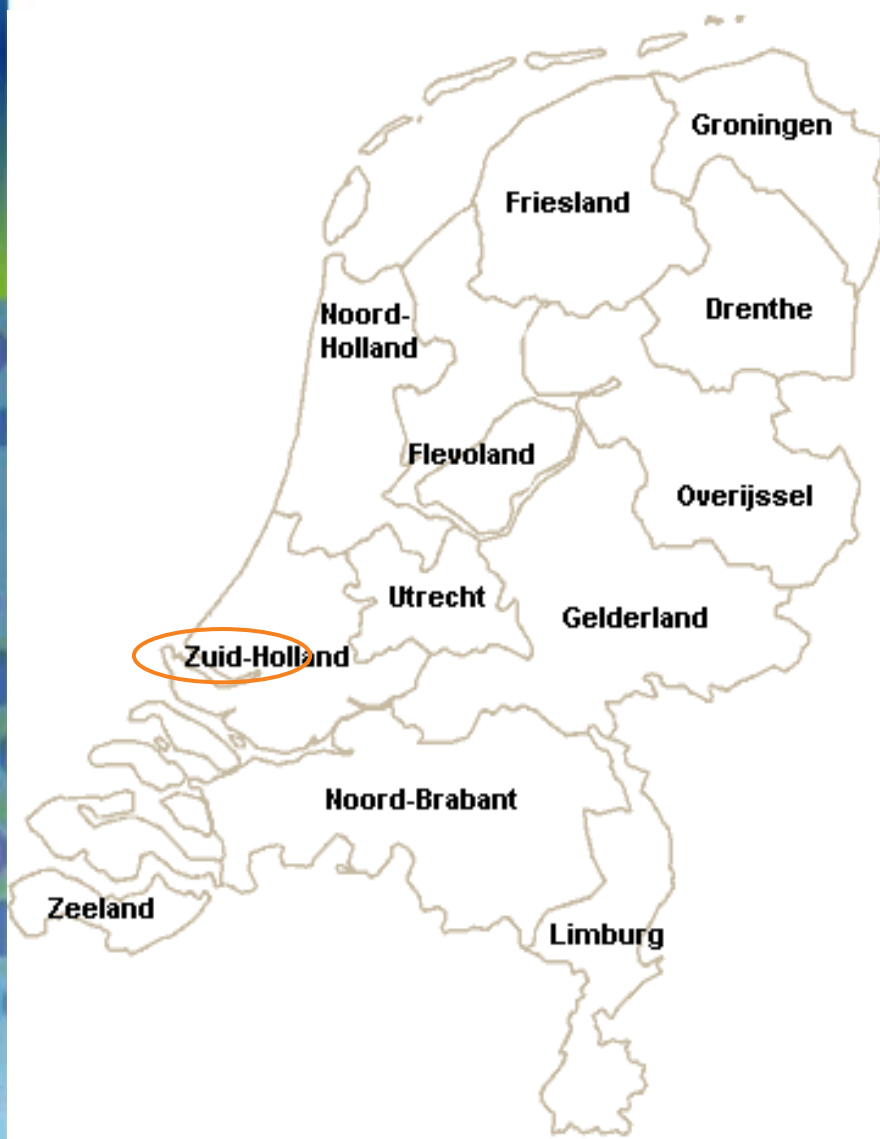 Groningen
Friesland
Drenthe
Noord-
Holland
Flevoland
Overijssel
Utrecht
Gelderland
Zuid-Holland
Noord-Brabant
Zeeland
Limburg